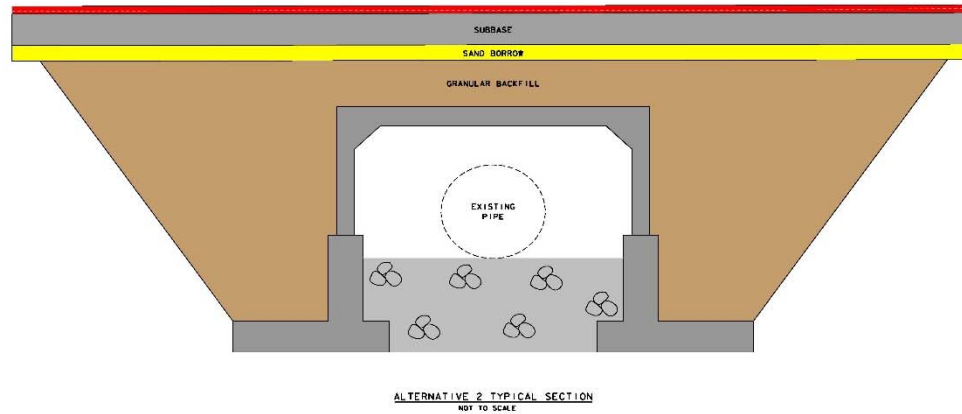 SUBBASE
SAND BORROW
GRANULAR BACKFILL
EXISTING
PIPE
ALTERNATIVE 2 TYPICAL SECTION
NOT TO SCALE